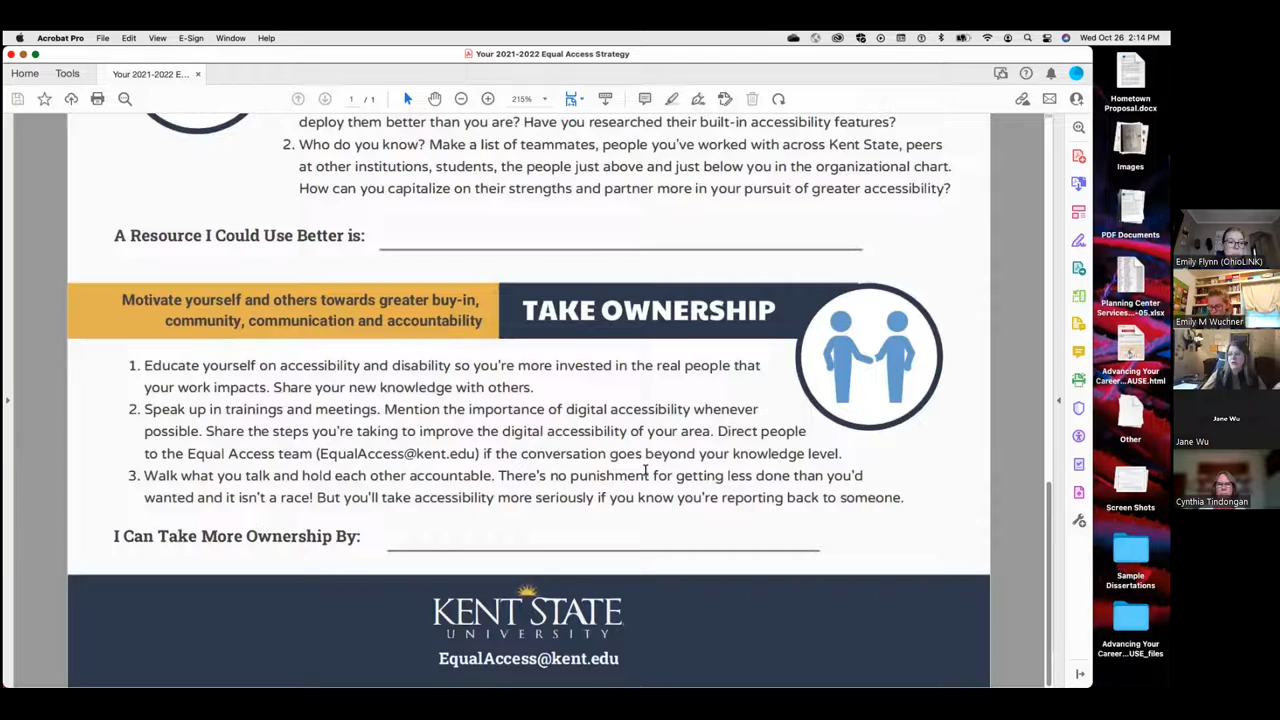 Acrobat Pro File Edit View E-Sign Window Help Wed Oct 26 2:14 PM
Your 2021-2022 Equal Access Strategy
Home Tools Your 2021-2022 E... ×
1 / 1 215%
deploy them better than you are? Have you researched their built-in accessibility features?
2. Who do you know? Make a list of teammates, people you've worked with across Kent State, peers
at other institutions, students, the people just above and just below you in the organizational chart.
How can you capitalize on their strengths and partner more in your pursuit of greater accessibility?
A Resource I Could Use Better is:
Motivate yourself and others towards greater buy-in,
community, communication and accountability
TAKE OWNERSHIP
1. Educate yourself on accessibility and disability so you're more invested in the real people that
your work impacts. Share your new knowledge with others.
2. Speak up in trainings and meetings. Mention the importance of digital accessibility whenever
possible. Share the steps you're taking to improve the digital accessibility of your area. Direct people
to the Equal Access team (EqualAccess@kent.edu) if the conversation goes beyond your knowledge level.
3. Walk what you talk and hold each other accountable. There's no punishment for getting less done than you'd
wanted and it isn't a race! But you'll take accessibility more seriously if you know you're reporting back to someone.
I Can Take More Ownership By:
KENT STATE
UNIVERSITY
EqualAccess@kent.edu
Hometown
Proposal.docx
Images
PDF Documents
Planning Center
Services...-05.xlsx
Advancing Your
Career...AUSE.html
Other
Screen Shots
Sample
Dissertations
Advancing Your
Career...USE_files
Emily Flynn (OhioLINK)
Emily M Wuchner
Jane Wu
Jane Wu
Cynthia Tindongan